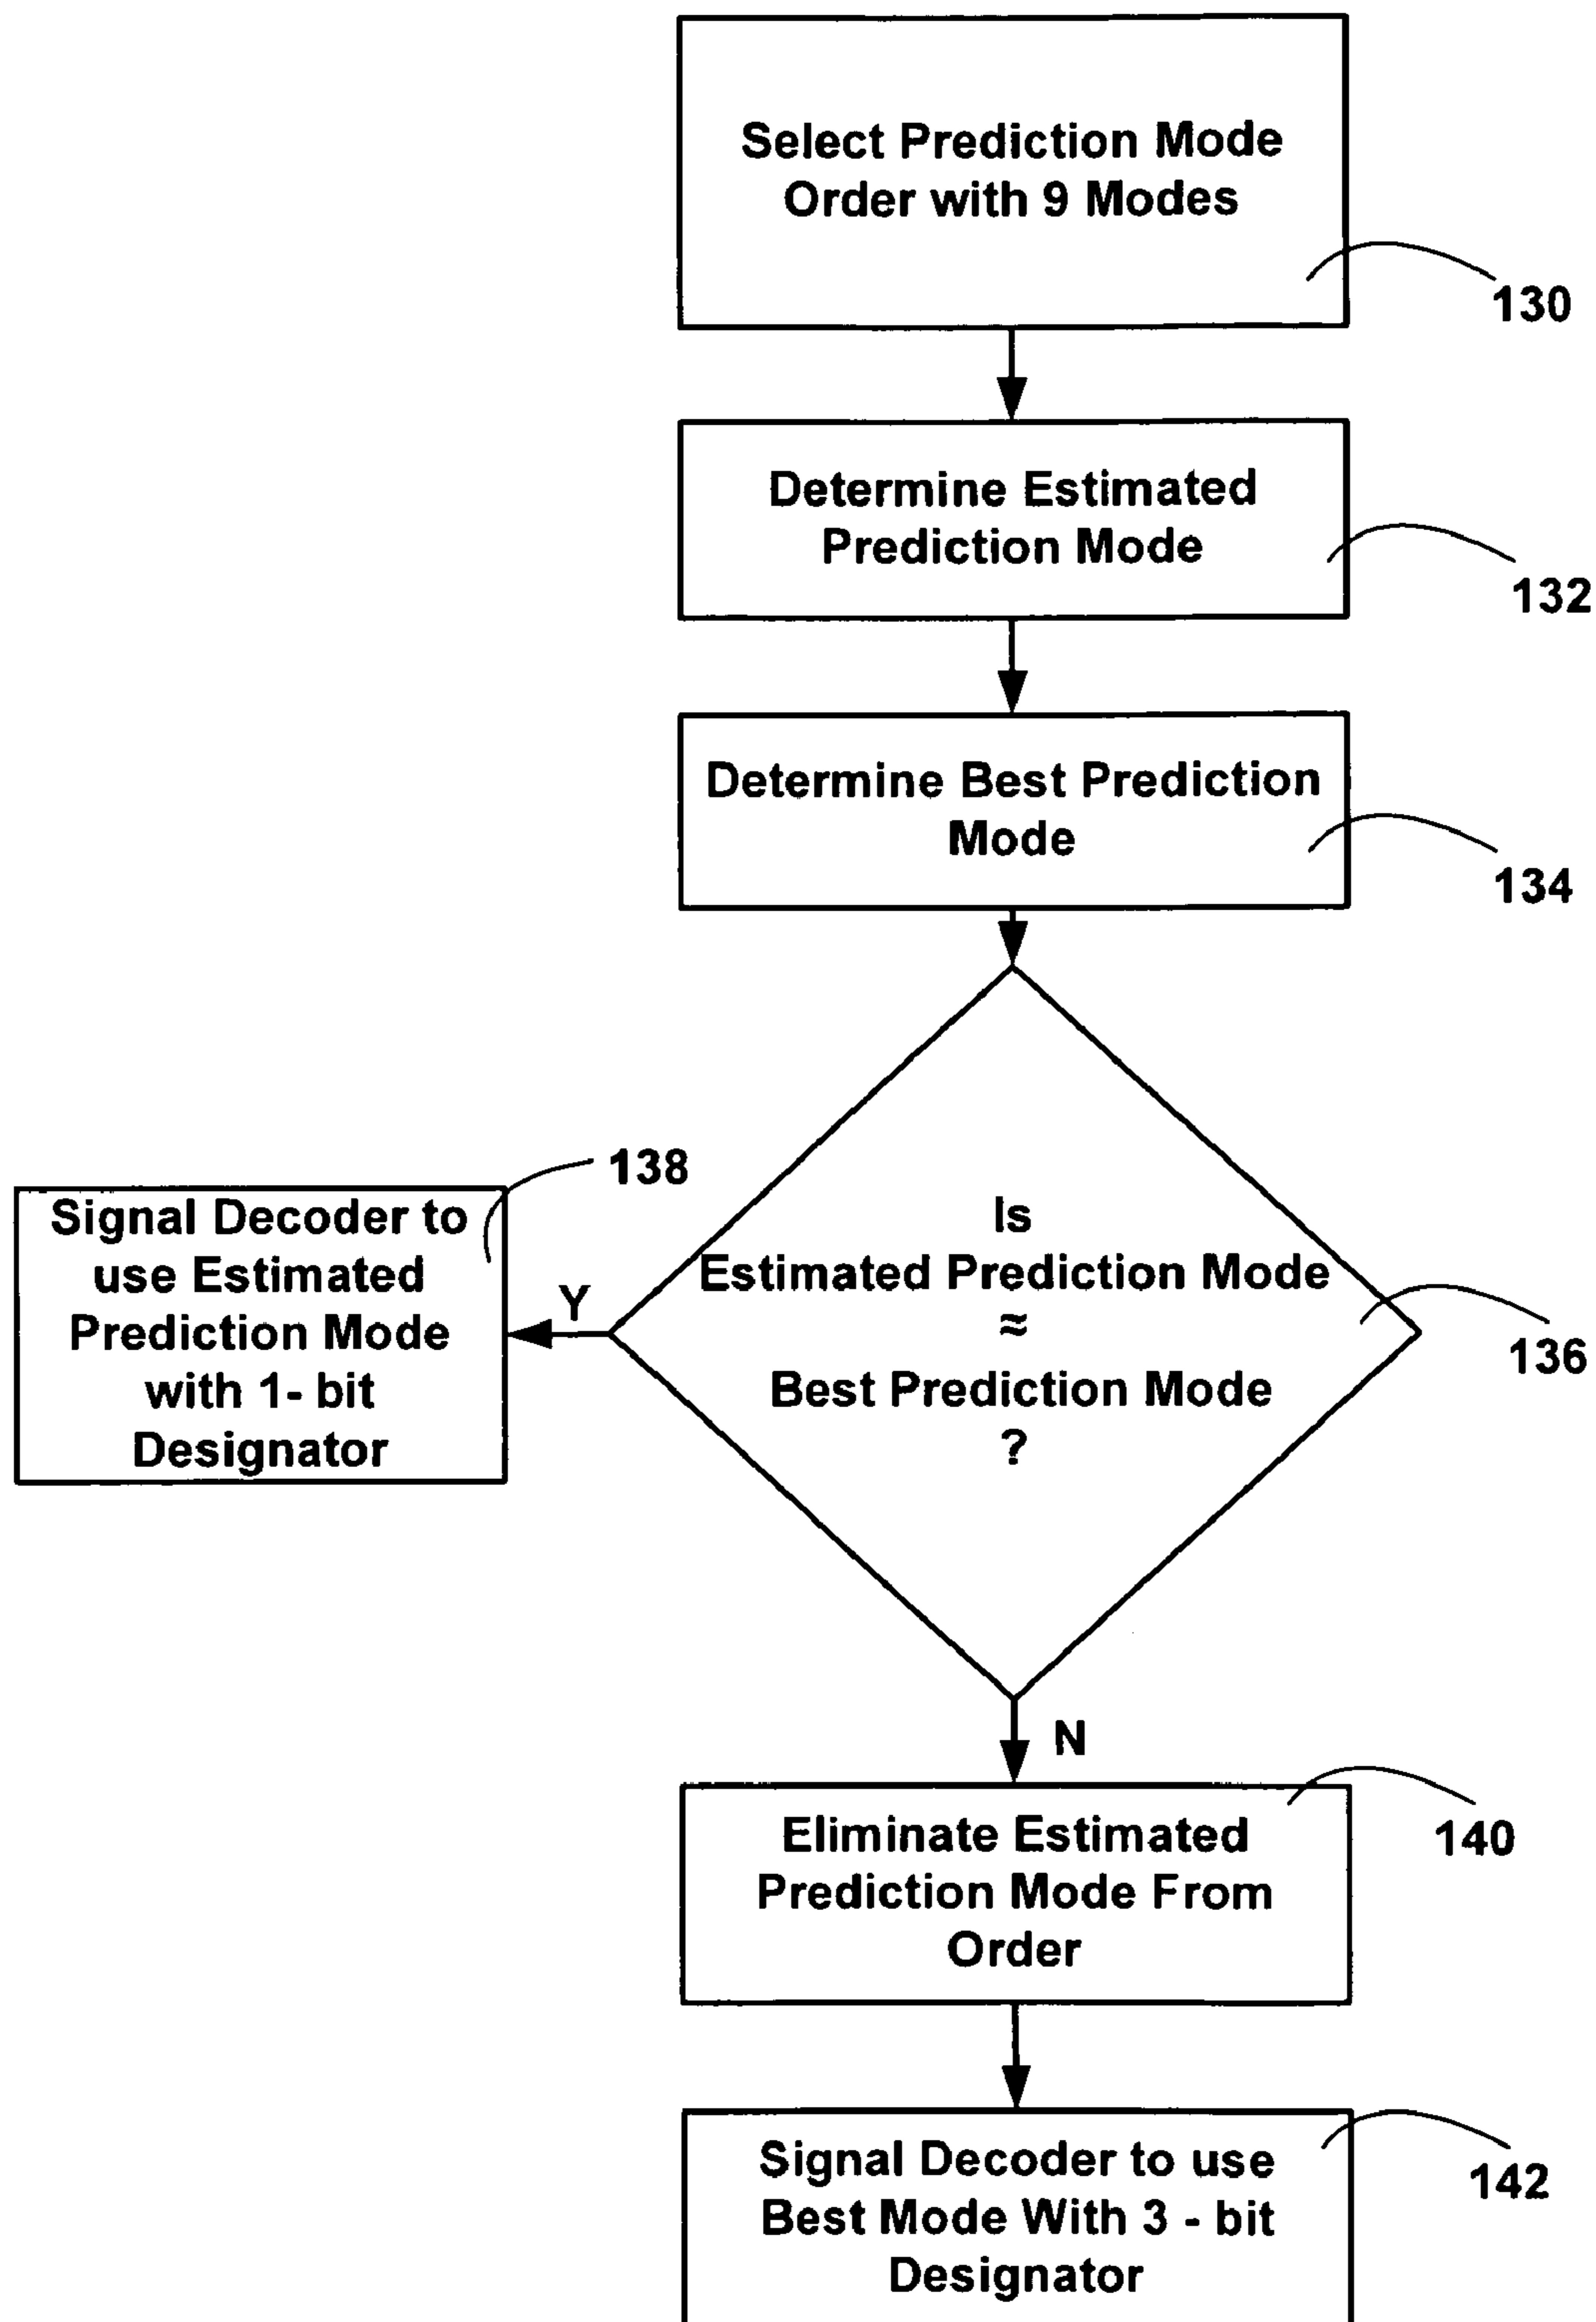 Select Prediction Mode
Order with 9 Modes
130
Determine Estimated
Prediction Mode
132
Determine Best Prediction
Mode
134
138
Signal Decoder to
use Estimated
Prediction Mode
with 1- bit
Designator
Y
Is
Estimated Prediction Mode
≈
Best Prediction Mode
?
136
N
Eliminate Estimated
Prediction Mode From
Order
140
Signal Decoder to use
Best Mode With 3 - bit
Designator
142